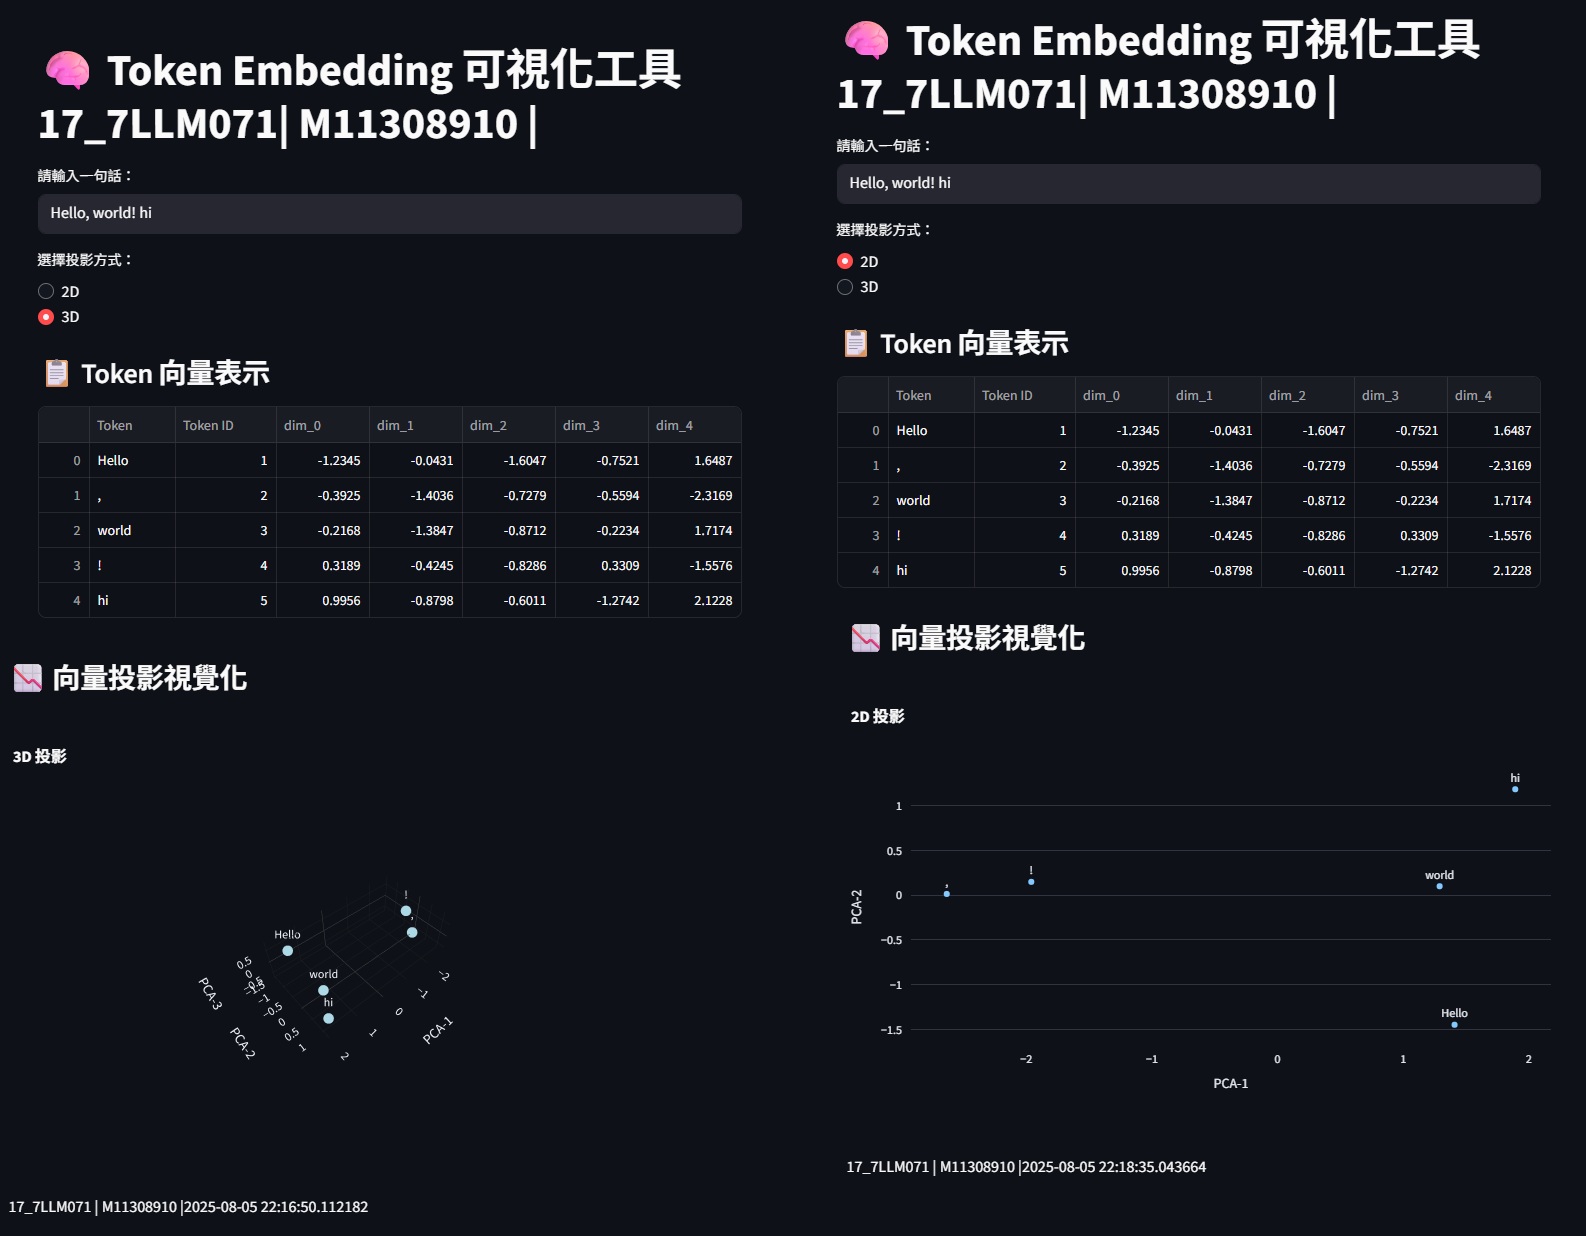 Token Embedding 可視化工具
17_7LLM071| M11308910 |
請輸入一句話：
Hello, world! hi
選擇投影方式：
2D
3D
Token 向量表示
Token Token ID dim_0 dim_1 dim_2 dim_3 dim_4
0 Hello 1 -1.2345 -0.0431 -1.6047 -0.7521 1.6487
1 , 2 -0.3925 -1.4036 -0.7279 -0.5594 -2.3169
2 world 3 -0.2168 -1.3847 -0.8712 -0.2234 1.7174
3 ! 4 0.3189 -0.4245 -0.8286 0.3309 -1.5576
4 hi 5 0.9956 -0.8798 -0.6011 -1.2742 2.1228
向量投影視覺化
3D 投影
!
,
Hello
world
hi
0.5
0
−0.5
−1
PCA-3
−1
−0.5
0
0.5
1
PCA-2
−2
−1
0
1
2
PCA-1
17_7LLM071 | M11308910 |2025-08-05 22:16:50.112182
Token Embedding 可視化工具
17_7LLM071| M11308910 |
請輸入一句話：
Hello, world! hi
選擇投影方式：
2D
3D
Token 向量表示
Token Token ID dim_0 dim_1 dim_2 dim_3 dim_4
0 Hello 1 -1.2345 -0.0431 -1.6047 -0.7521 1.6487
1 , 2 -0.3925 -1.4036 -0.7279 -0.5594 -2.3169
2 world 3 -0.2168 -1.3847 -0.8712 -0.2234 1.7174
3 ! 4 0.3189 -0.4245 -0.8286 0.3309 -1.5576
4 hi 5 0.9956 -0.8798 -0.6011 -1.2742 2.1228
向量投影視覺化
2D 投影
hi
1
0.5
!
world
,
0
PCA-2
−0.5
−1
Hello
−1.5
−2 −1 0 1 2
PCA-1
17_7LLM071 | M11308910 |2025-08-05 22:18:35.043664